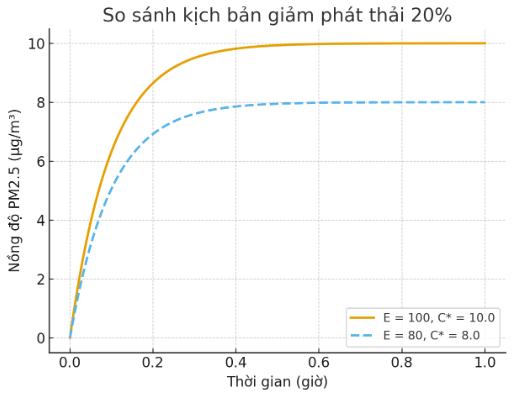 So sánh kịch bản giảm phát thải 20%
Nồng độ PM2.5 (µg/m³)
10
8
6
4
2
0
E = 100, C* = 10.0
E = 80, C* = 8.0
0.0 0.2 0.4 0.6 0.8 1.0
Thời gian (giờ)